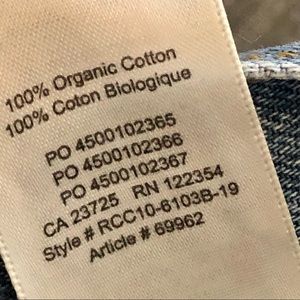 100% Organic Cotton
100% Coton Biologique
PO 4500102365
PO 4500102366
PO 4500102367
CA 23725 RN 122354
Style # RCC10-6103B-19
Article # 69962